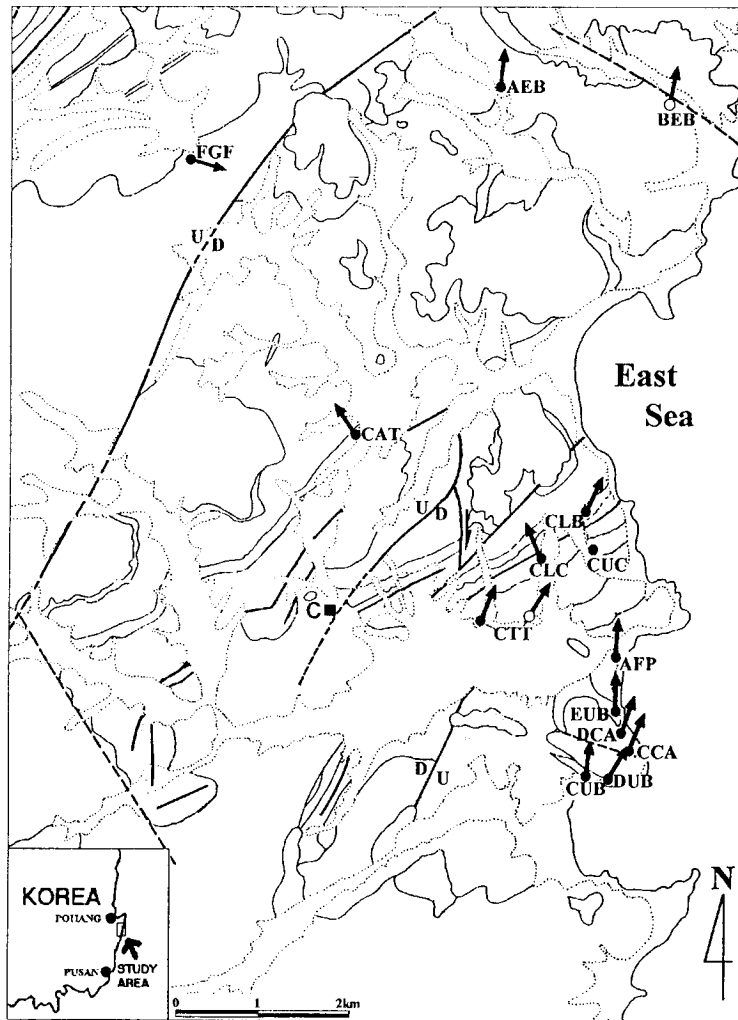 AEB
BEB
FGF
U D
East
Sea
CAT
U D
CLB
CUC
CLC
C
CTT
AFP
EUB
DCA
CCA
D U
CUB DUB
N
KOREA
POHANG
PUSAN
STUDY
AREA
0 1 2km